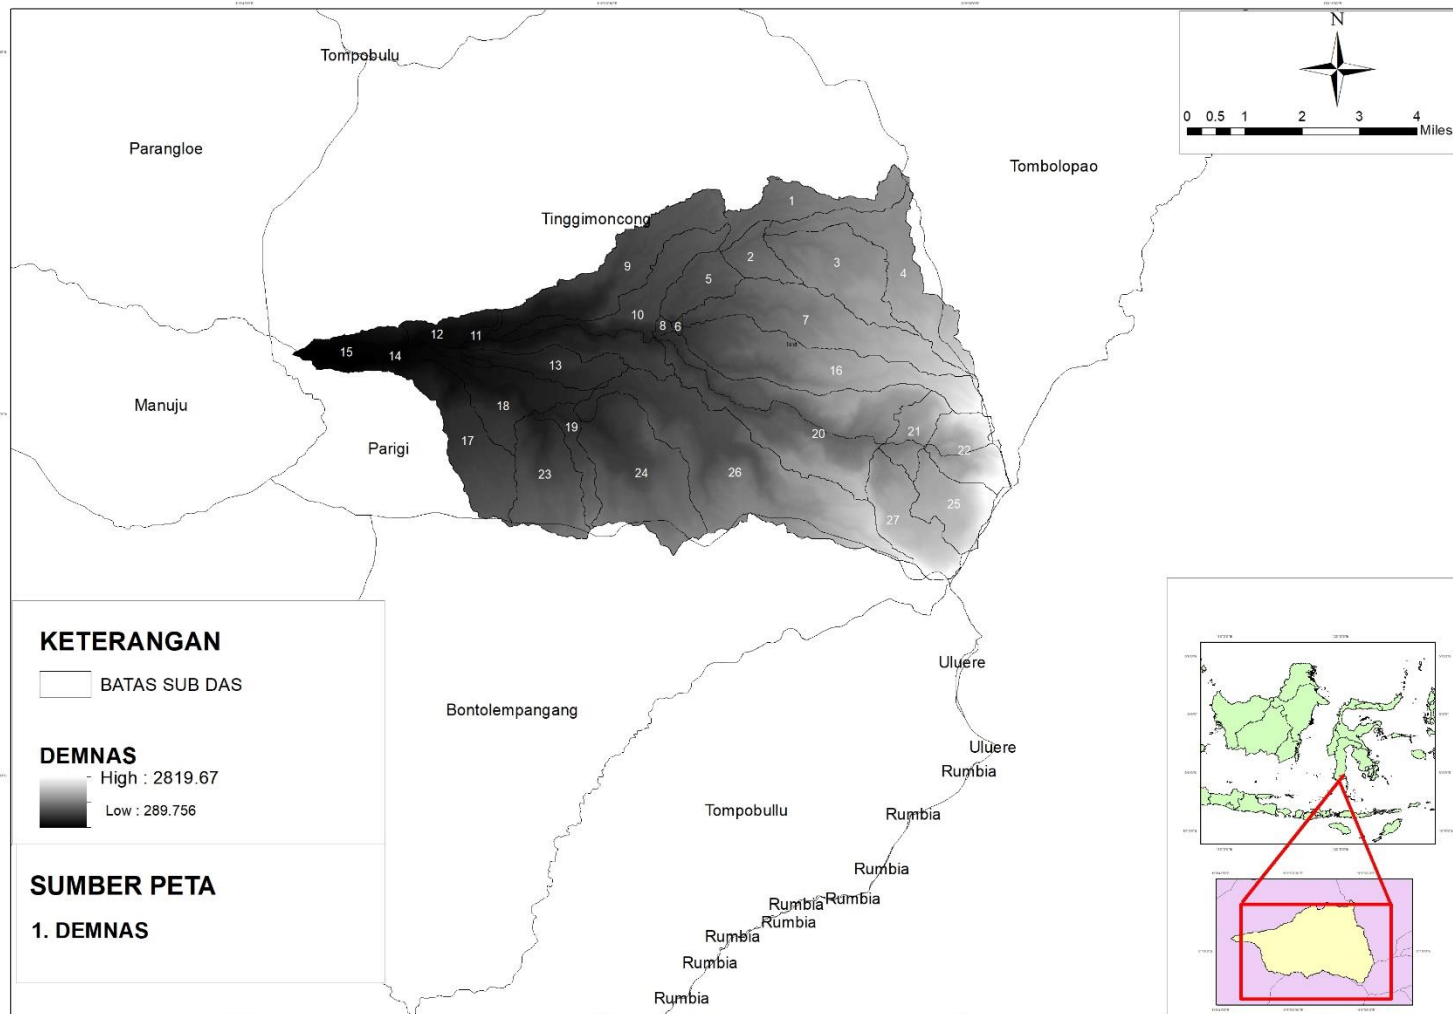 N
0 0.5 1 2 3 4
Miles
Tompobulu
Parangloe
Tombolopao
Tinggimoncong
1
2
3
4
9
5
10
8
6
7
12
11
15
14
13
16
Manuju
18
17
19
20
21
22
Parigi
23
24
26
25
27
KETERANGAN
BATAS SUB DAS
DEMNAS
High : 2819.67
Low : 289.756
SUMBER PETA
1. DEMNAS
Bontolempangang
Uluere
Uluere
Rumbia
Tompobullu
Rumbia
Rumbia
Rumbia
Rumbia
Rumbia
Rumbia
Rumbia
Rumbia